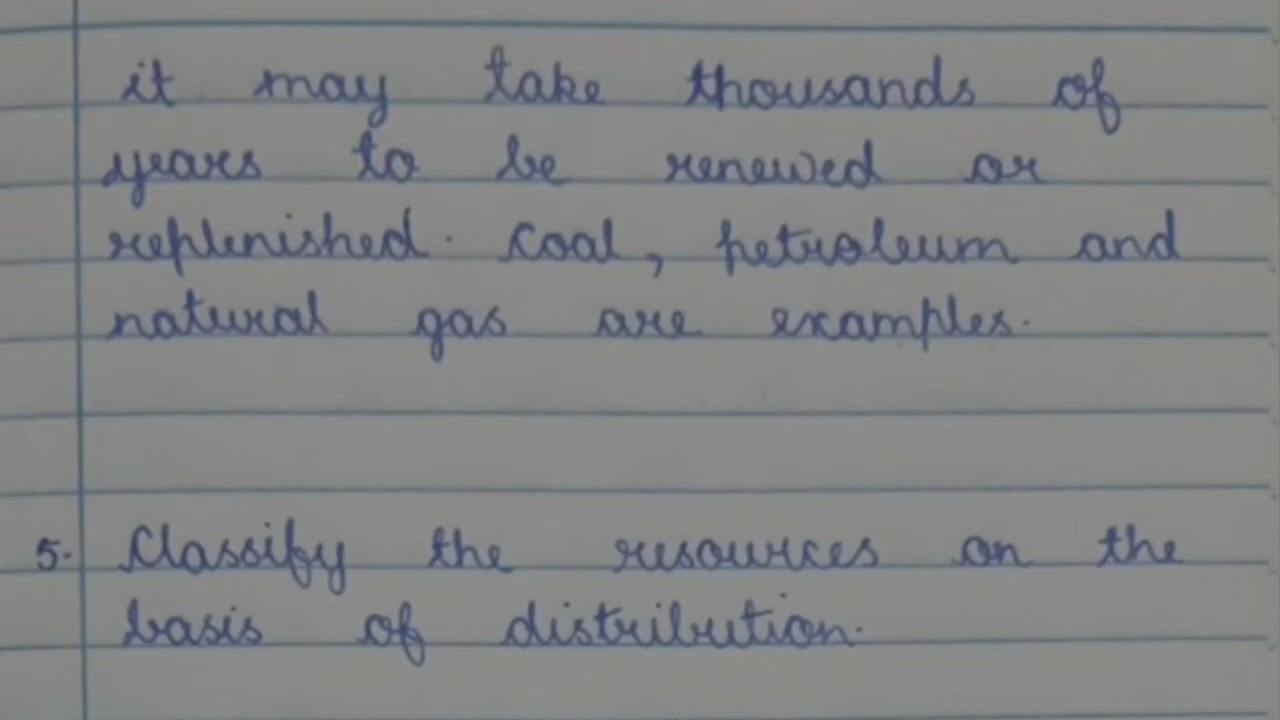 it may take thousands of
years to be renewed or
replenished. Coal, petroleum and
natural gas are examples.
5. Classify the resources on the
basis of distribution.